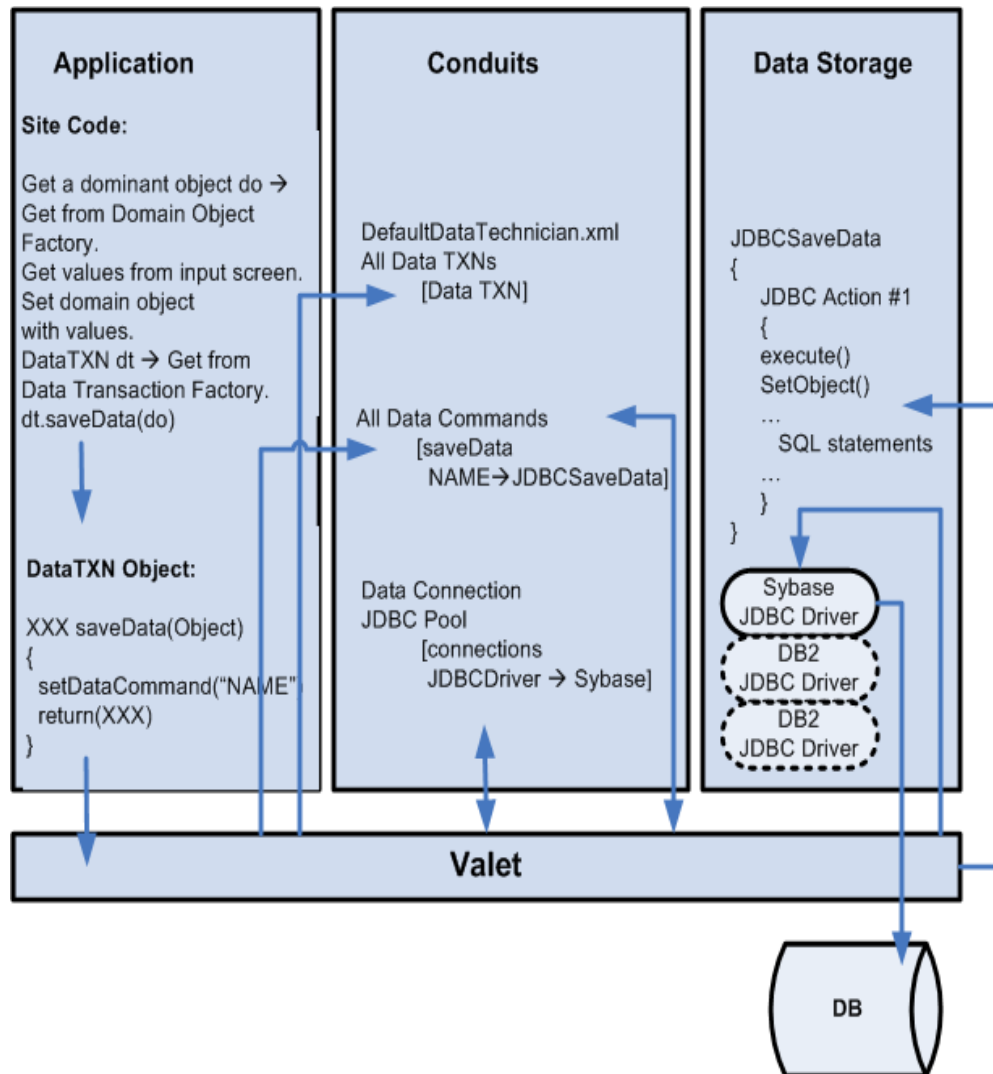 Application
Site Code:
Get a dominant object do →
Get from Domain Object
Factory.
Get values from input screen.
Set domain object
with values.
DataTXN dt → Get from
Data Transaction Factory.
dt.saveData(do)
DataTXN Object:
XXX saveData(Object)
{
setDataCommand("NAME")
return(XXX)
}
Conduits
DefaultDataTechnician.xml
All Data TXNs
[Data TXN]
All Data Commands
[saveData
NAME→JDBCSaveData]
Data Connection
JDBC Pool
[connections
JDBCDriver → Sybase]
Data Storage
JDBCSaveData
{
JDBC Action #1
{
execute()
SetObject()
...
SQL statements
...
}
}
Sybase
JDBC Driver
DB2
JDBC Driver
DB2
JDBC Driver
Valet
DB